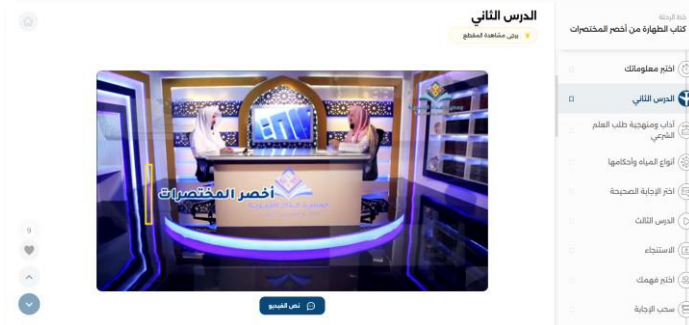 خط الرحلة
كتاب الطهارة من أخصر المختصرات
اختبر معلوماتك
الدرس الثاني
آداب ومنهجية طلب العلم
الشرعي
أنواع المياه وأحكامها
اختر الإجابة الصحيحة
الدرس الثالث
الاستنجاء
اختبر فهمك
سحب الإجابة
الدرس الثاني
يرجى مشاهدة المقطع
أخصر المختصرات
نص الفيديو
9